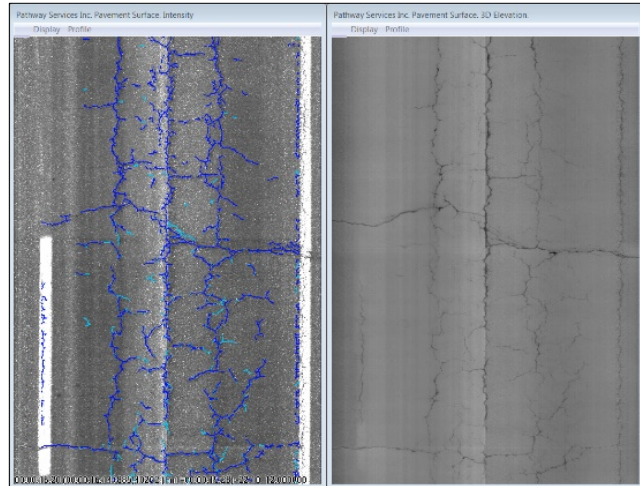 Pathway Services Inc. Pavement Surface. Intensity
Display Profile
Pathway Services Inc. Pavement Surface. 3D Elevation.
Display Profile